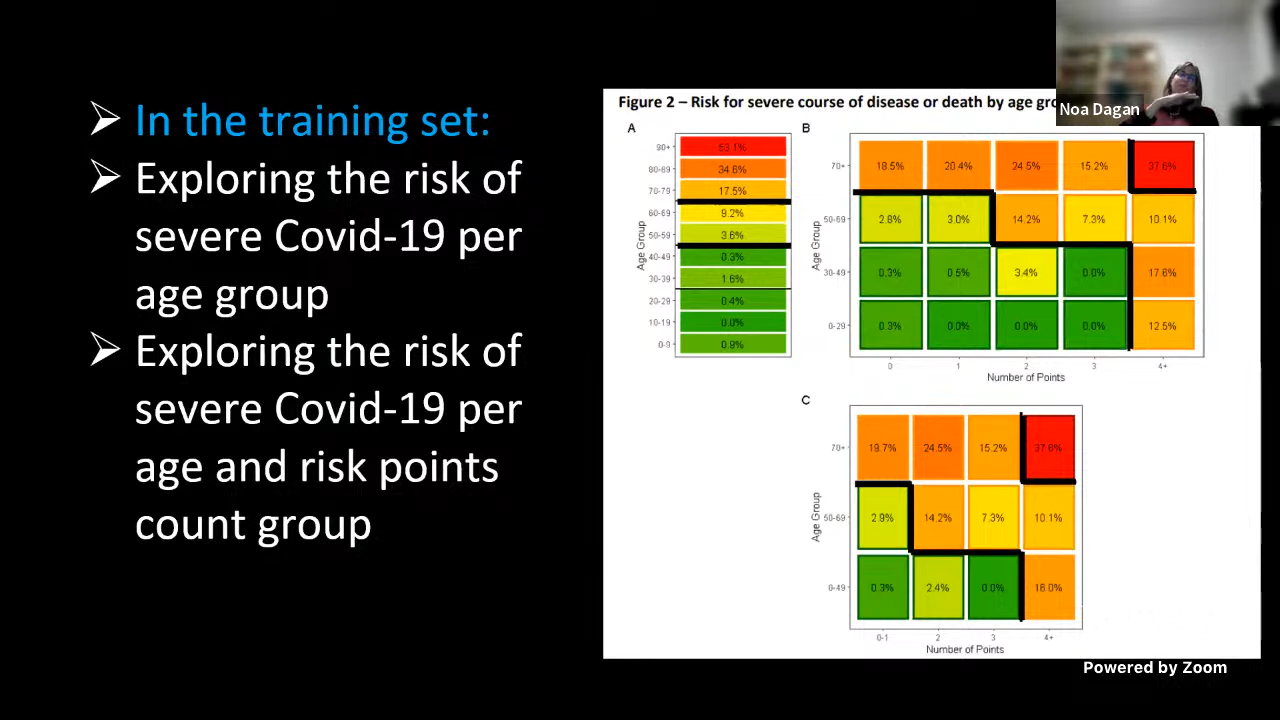 ➢ In the training set:
➢ Exploring the risk of
severe Covid-19 per
age group
➢ Exploring the risk of
severe Covid-19 per
age and risk points
count group
Noa Dagan
Figure 2 – Risk for severe course of disease or death by age
A
90+ 53.1%
80-89 34.6%
70-79 17.5%
60-69 9.2%
50-59 3.6%
40-49 0.3%
30-39 1.6%
20-29 0.4%
10-19 0.0%
0-9 0.9%
Age Group
B
70+ 18.5% 20.4% 24.5% 15.2% 37.6%
50-69 2.8% 3.0% 14.2% 7.3% 10.1%
30-49 0.3% 0.5% 3.4% 0.0% 17.6%
0-29 0.3% 0.0% 0.0% 0.0% 12.5%
Age Group
0 1 2 3 4+
Number of Points
C
70+ 19.7% 24.5% 15.2% 37.6%
50-69 2.9% 14.2% 7.3% 10.1%
0-49 0.3% 2.4% 0.0% 16.0%
Age Group
0-1 2 3 4+
Number of Points
Powered by Zoom